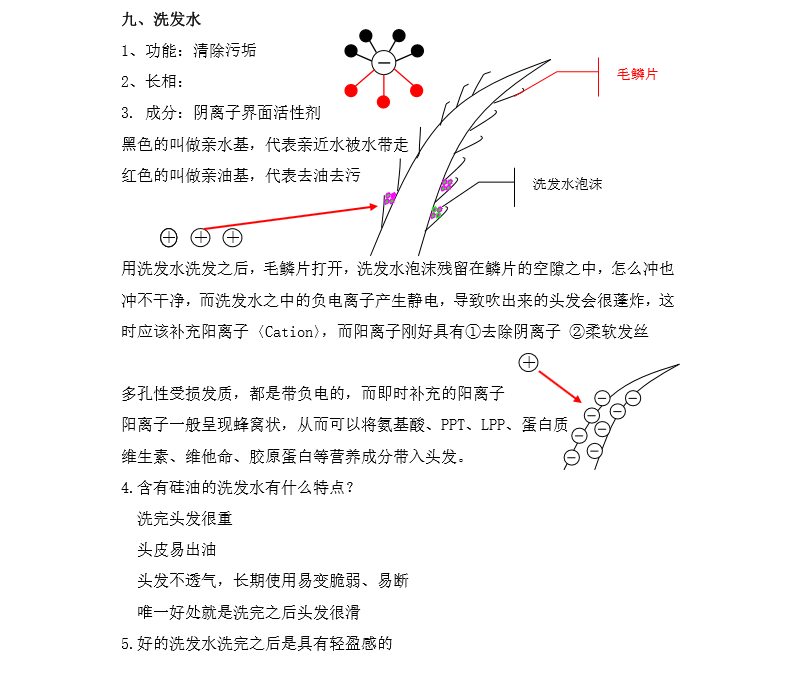 九、洗发水
1、功能：清除污垢
2、长相：
毛鳞片
3. 成分：阴离子界面活性剂
黑色的叫做亲水基，代表亲近水被水带走
红色的叫做亲油基，代表去油去污
洗发水泡沫
用洗发水洗发之后，毛鳞片打开，洗发水泡沫残留在鳞片的空隙之中，怎么冲也
冲不干净，而洗发水之中的负电离子产生静电，导致吹出来的头发会很蓬炸，这
时应该补充阳离子〈Cation〉，而阳离子刚好具有①去除阴离子 ②柔软发丝
多孔性受损发质，都是带负电的，而即时补充的阳离子
阳离子一般呈现蜂窝状，从而可以将氨基酸、PPT、LPP、蛋白质
维生素、维他命、胶原蛋白等营养成分带入头发。
4.含有硅油的洗发水有什么特点？
洗完头发很重
头皮易出油
头发不透气，长期使用易变脆弱、易断
唯一好处就是洗完之后头发很滑
5.好的洗发水洗完之后是具有轻盈感的